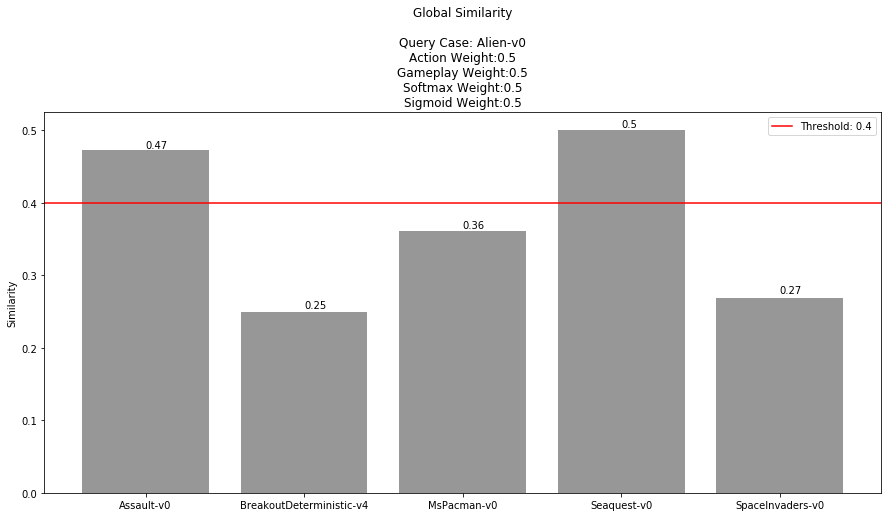 Global Similarity
Query Case: Alien-v0
Action Weight:0.5
Gameplay Weight:0.5
Softmax Weight:0.5
Sigmoid Weight:0.5
Threshold: 0.4
Similarity
0.5
0.4
0.3
0.2
0.1
0.0
0.47
0.25
0.36
0.5
0.27
Assault-v0
BreakoutDeterministic-v4
MsPacman-v0
Seaquest-v0
SpaceInvaders-v0